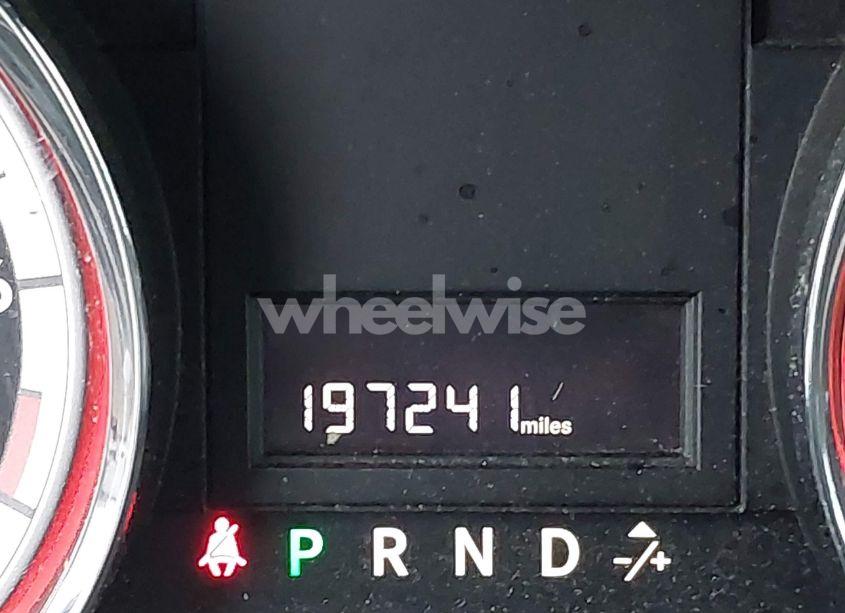 wheelwise
197241 miles
P R N D -/+